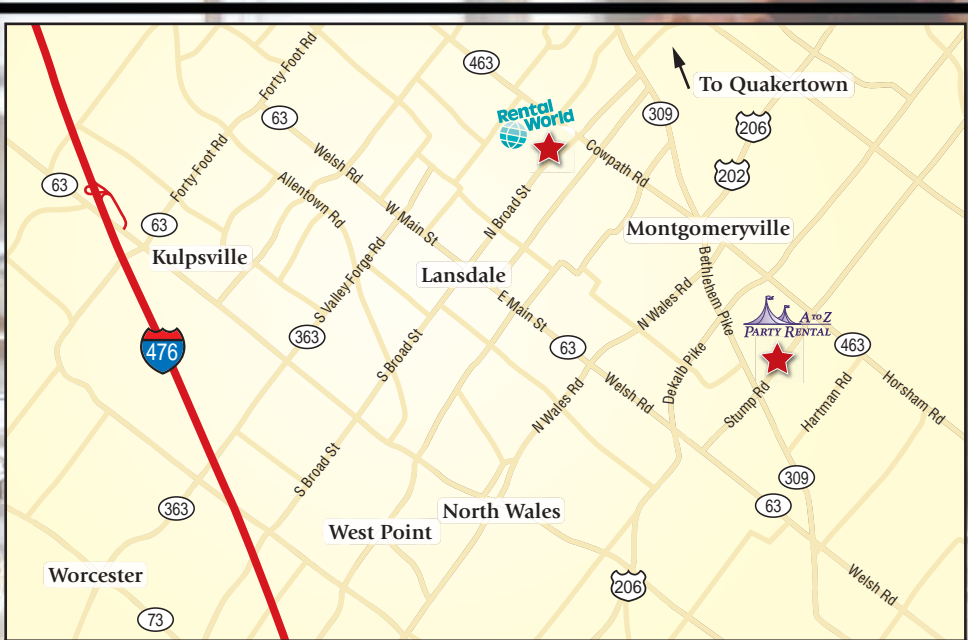 Forty Foot Rd
463
To Quakertown
63
Rental
World
309
206
Welsh Rd
Forty Foot Rd
Cowpath Rd
202
63
Allentown Rd
63
W Main St
N Broad St
Montgomeryville
Kulpsville
S Valley Forge Rd
Lansdale
Bethlehem Pike
E Main St
N Wales Rd
A TO Z
PARTY RENTAL
363
476
S Broad St
63
463
Dekalb Pike
Welsh Rd
Stump Rd
Hartman Rd
Horsham Rd
N Wales Rd
S Broad St
309
363
63
North Wales
West Point
Worcester
206
Welsh Rd
73